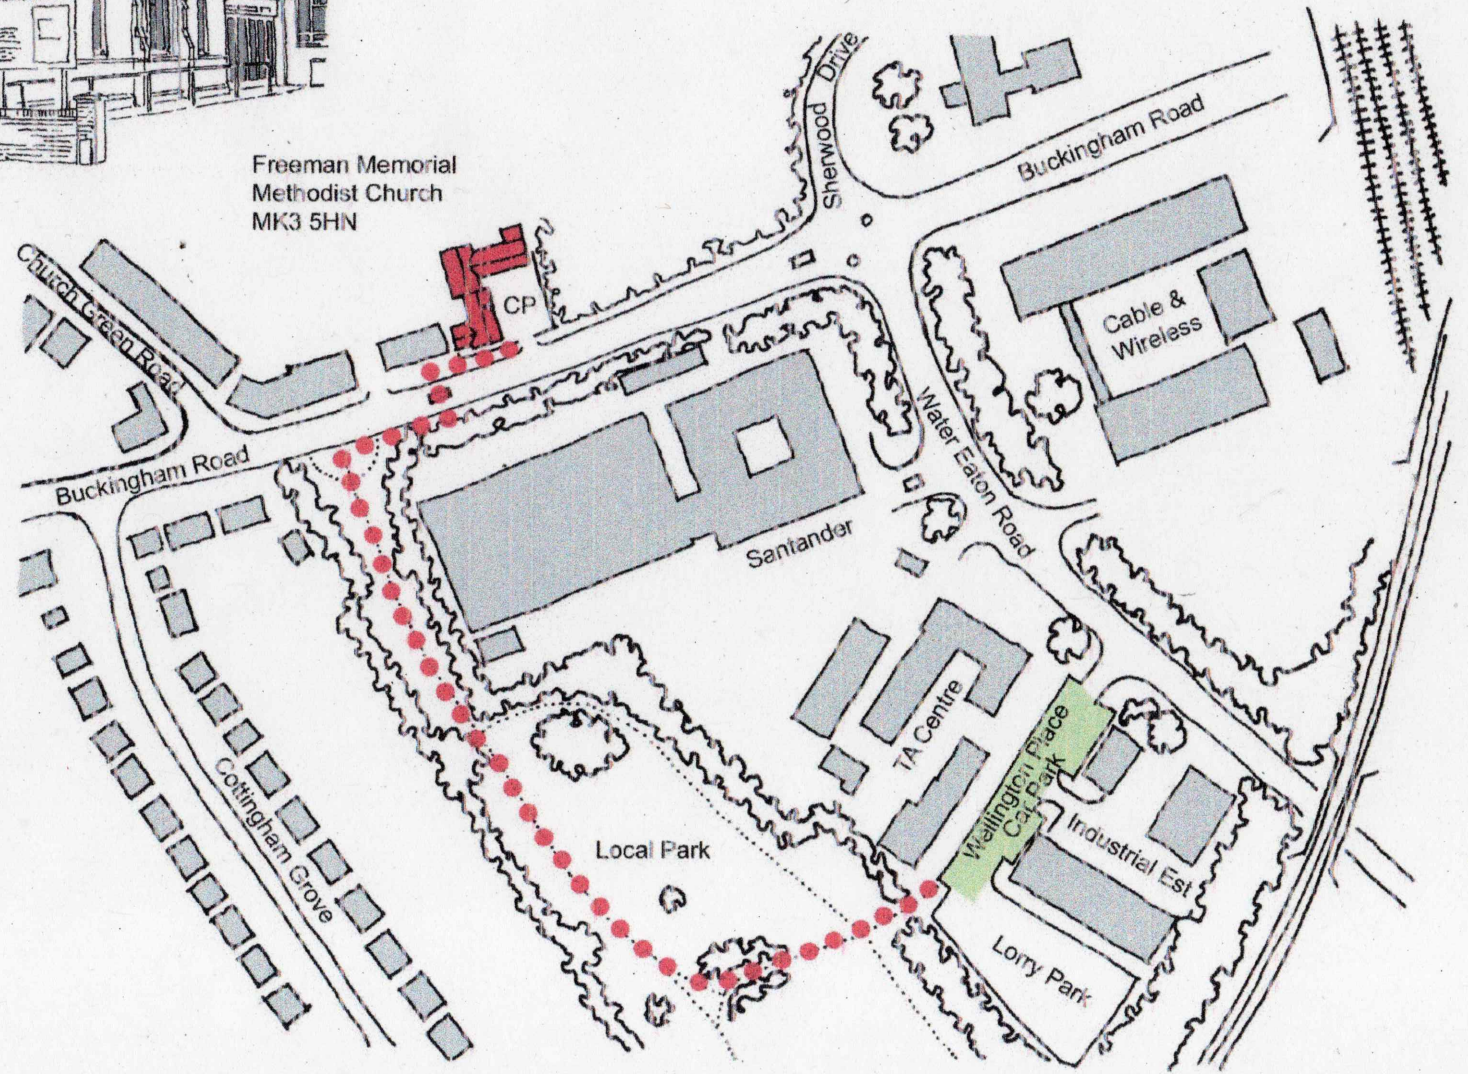 Freeman Memorial
Methodist Church
MK3 5HN
Sherwood Drive
Buckingham Road
Church Green Road
CP
Cable &
Wireless
Buckingham Road
Water Eaton Road
Santander
TA Centre
Wellington Place
Car Park
Industrial Est
Cottingham Grove
Local Park
Lorry Park